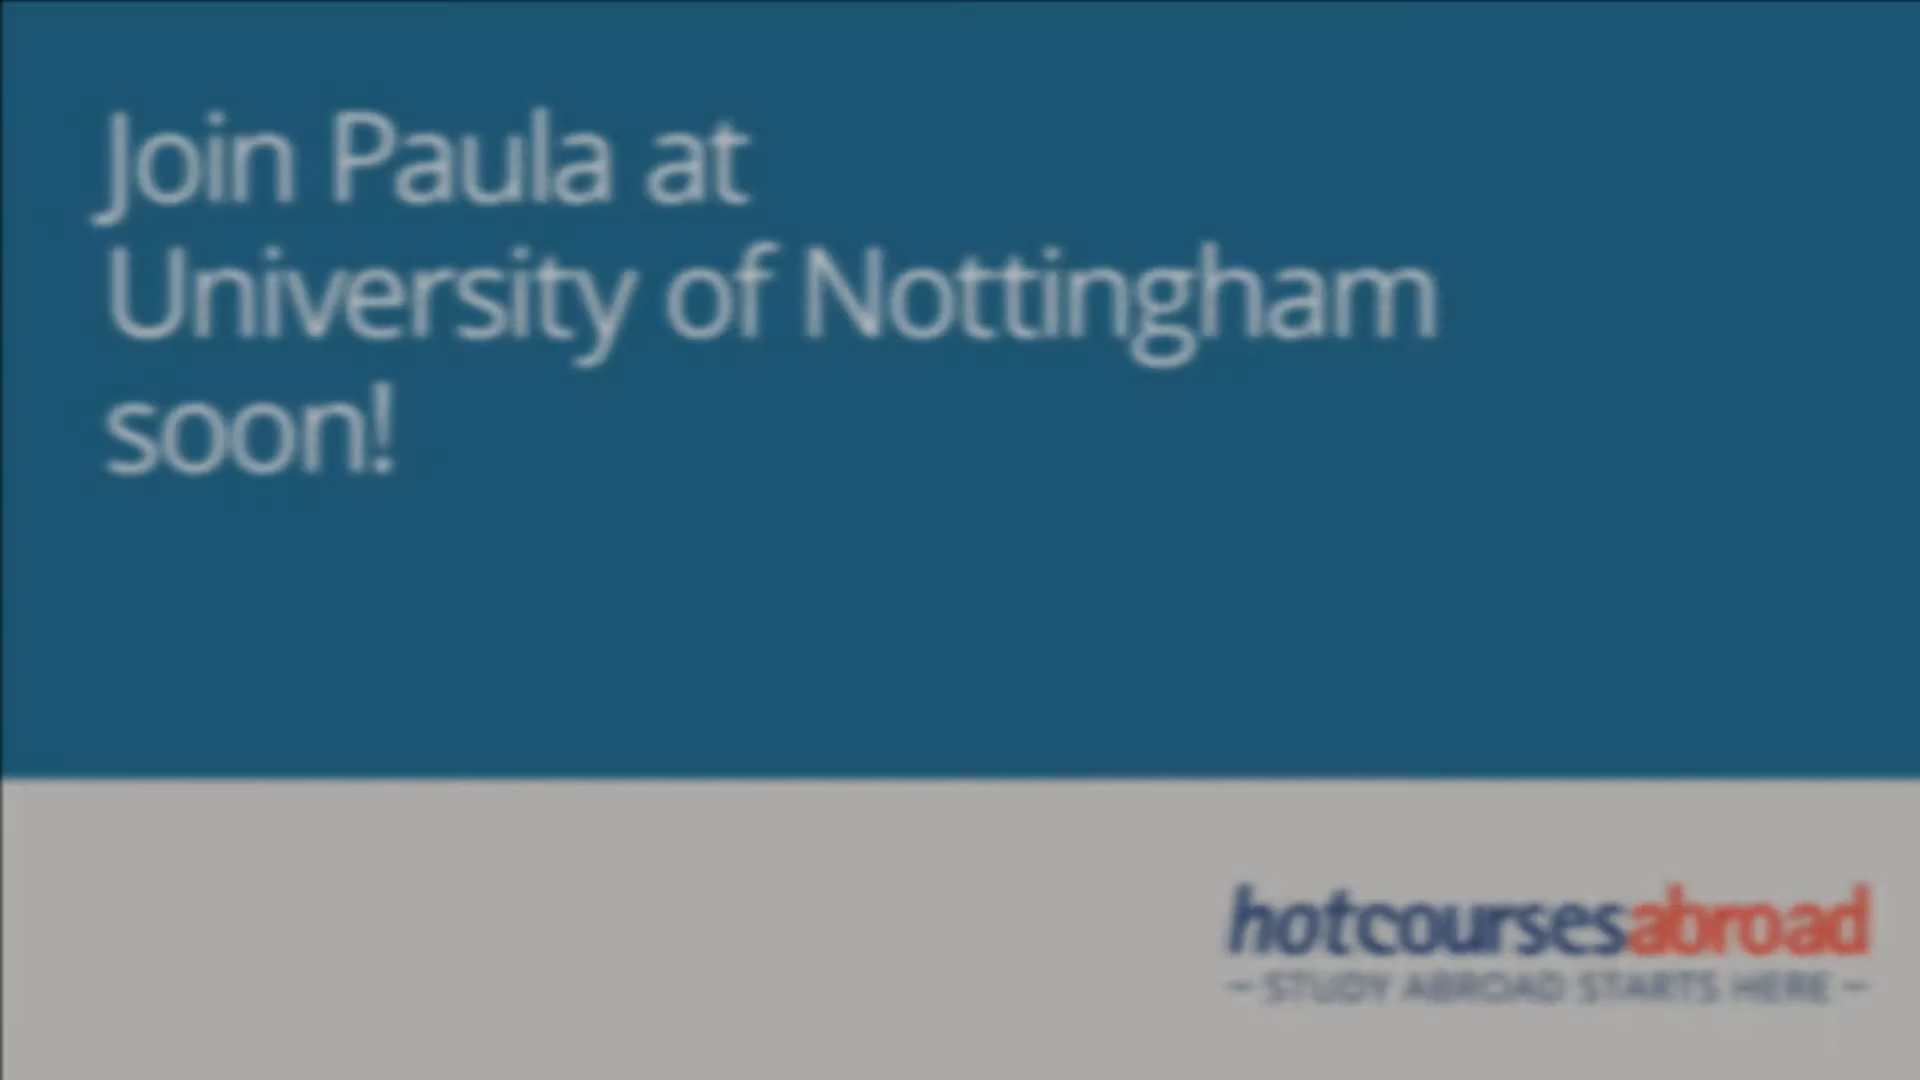 Join Paula at
University of Nottingham
soon!
hotcoursesabroad
– STUDY ABROAD STARTS HERE –